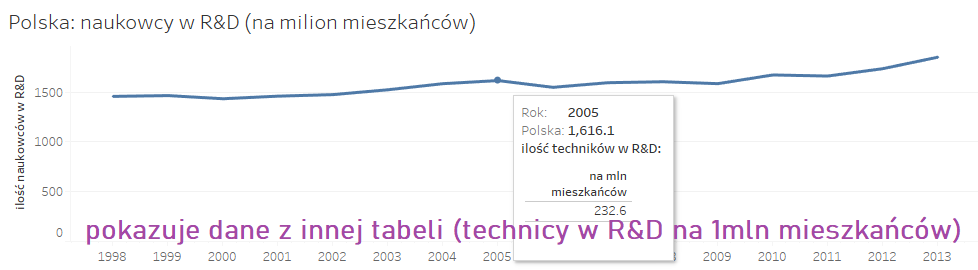 Polska: naukowcy w R&D (na milion mieszkańców)
ilość naukowców w R&D
1500
1000
500
0
Rok: 2005
Polska: 1,616.1
ilość techników w R&D:
na mln
mieszkańców
232.6
pokazuje dane z innej tabeli (technicy w R&D na 1mln mieszkańców)
1998 1999 2000 2001 2002 2003 2004 2005 8 2009 2010 2011 2012 2013